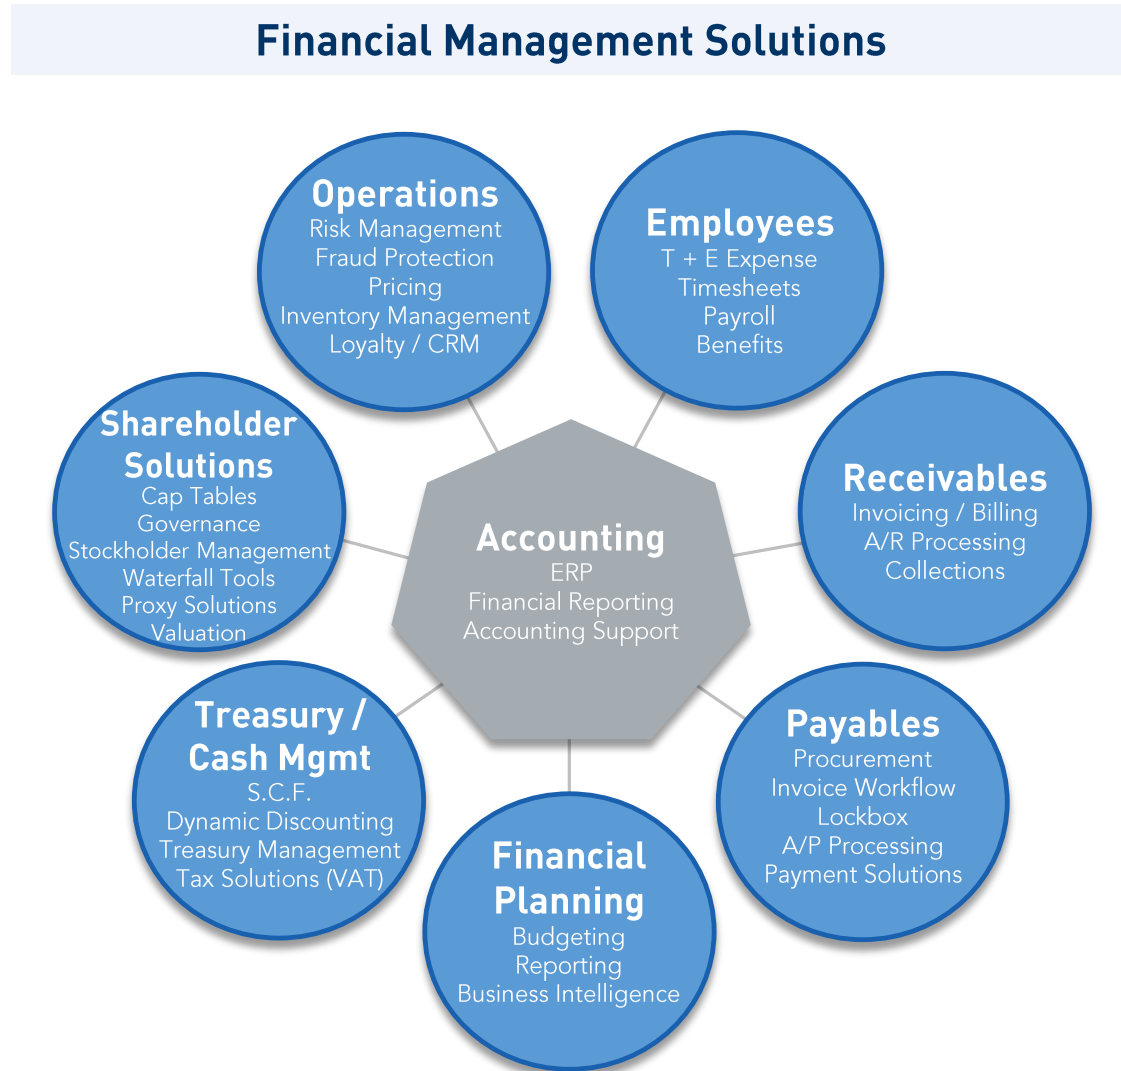 Financial Management Solutions
Operations
Risk Management
Fraud Protection
Pricing
Inventory Management
Loyalty / CRM
Employees
T + E Expense
Timesheets
Payroll
Benefits
Shareholder
Solutions
Cap Tables
Governance
Stockholder Management
Waterfall Tools
Proxy Solutions
Valuation
Accounting
ERP
Financial Reporting
Accounting Support
Receivables
Invoicing / Billing
A/R Processing
Collections
Treasury /
Cash Mgmt
S.C.F.
Dynamic Discounting
Treasury Management
Tax Solutions (VAT)
Financial
Planning
Budgeting
Reporting
Business Intelligence
Payables
Procurement
Invoice Workflow
Lockbox
A/P Processing
Payment Solutions